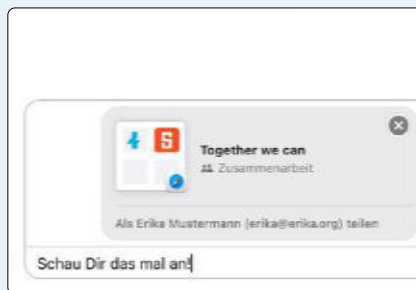 Together we can
Zusammenarbeit
Als Erika Mustermann (erika@erika.org) teilen
Schau Dir das mal an!